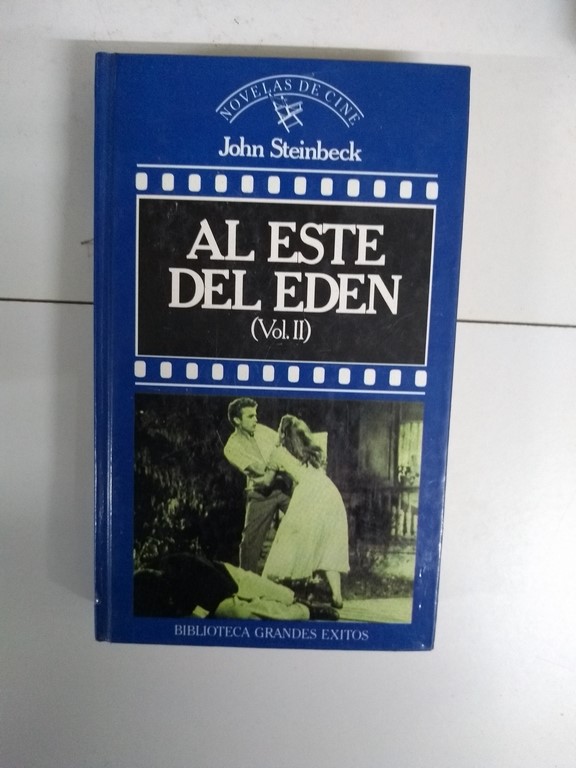 NOVELAS DE CINE
John Steinbeck
AL ESTE
DEL EDEN
(Vol. II)
BIBLIOTECA GRANDES EXITOS